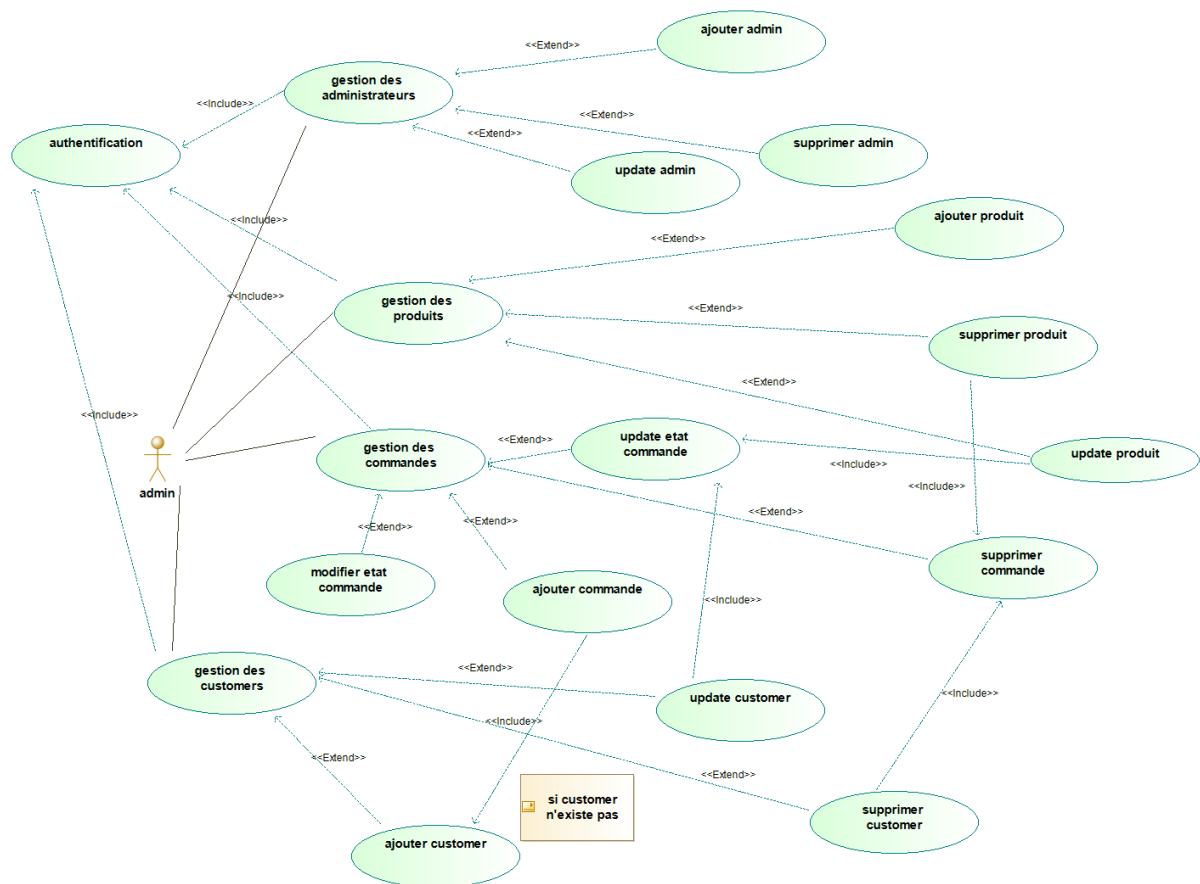 ajouter admin
<<Extend>>
gestion des
administrateurs
<<Include>>
<<Extend>>
<<Extend>>
authentification
supprimer admin
update admin
ajouter produit
<<Include>>
<<Extend>>
gestion des
produits
<<Include>>
<<Extend>>
supprimer produit
<<Extend>>
<<Include>>
gestion des
commandes
<<Extend>>
update etat
commande
<<Include>>
update produit
<<Include>>
admin
<<Extend>>
<<Extend>>
<<Extend>>
modifier etat
commande
ajouter commande
supprimer
commande
<<Include>>
gestion des
customers
<<Extend>>
update customer
<<Include>>
<<Include>>
<<Extend>>
<<Extend>>
si customer
n'existe pas
supprimer
customer
ajouter customer